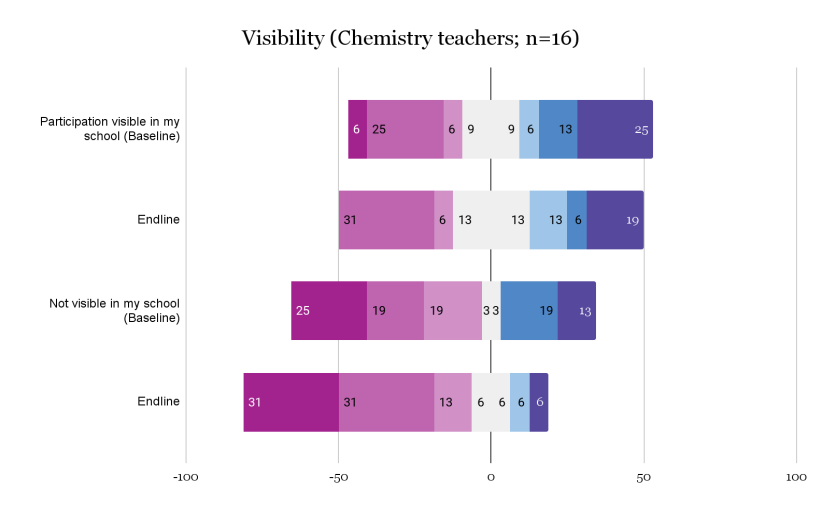 Visibility (Chemistry teachers; n=16)
Participation visible in my
school (Baseline)
6 25 6 9 9 6 13 25
Endline
31 6 13 13 13 6 19
Not visible in my school
(Baseline)
25 19 19 3 3 19 13
Endline
31 31 13 6 6 6 6
-100 -50 0 50 100